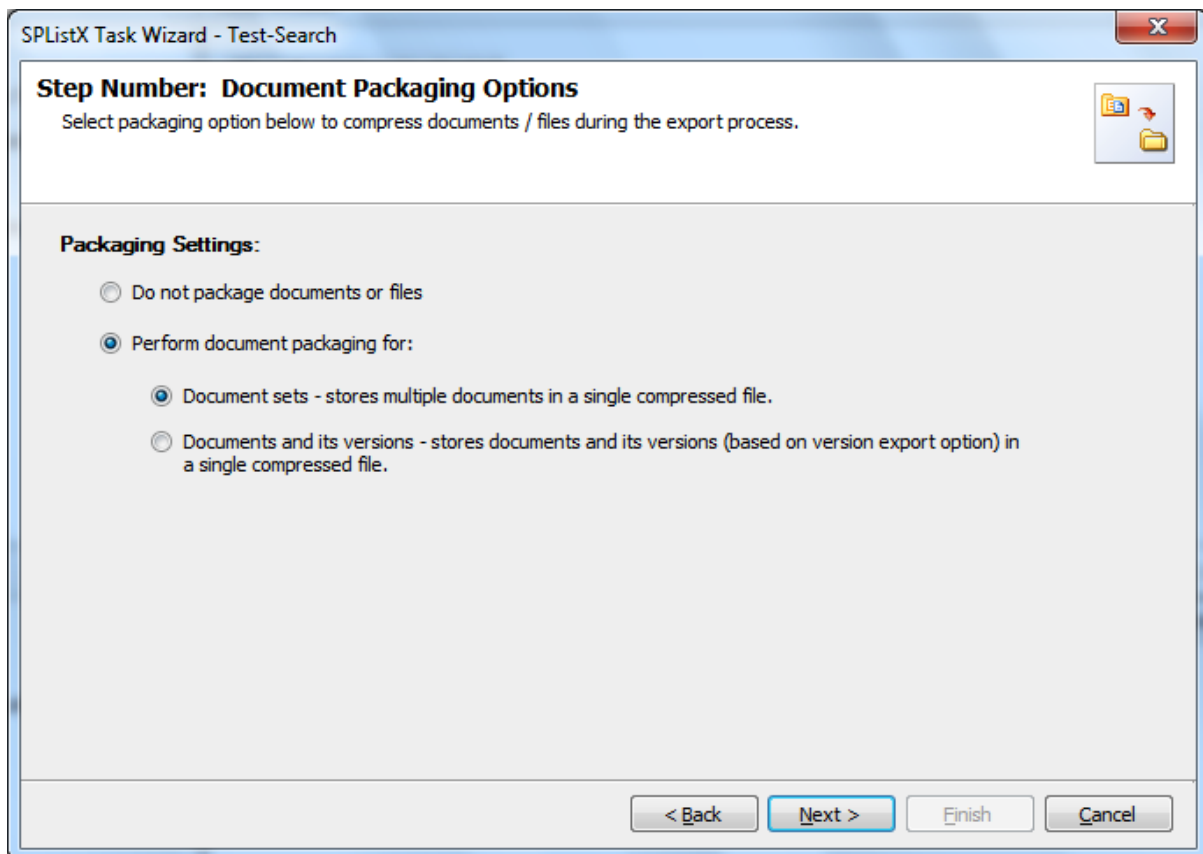 SPListX Task Wizard - Test-Search
X
Step Number: Document Packaging Options
Select packaging option below to compress documents / files during the export process.
Packaging Settings:
Do not package documents or files
Perform document packaging for:
Document sets - stores multiple documents in a single compressed file.
Documents and its versions - stores documents and its versions (based on version export option) in
a single compressed file.
< Back Next > Finish Cancel